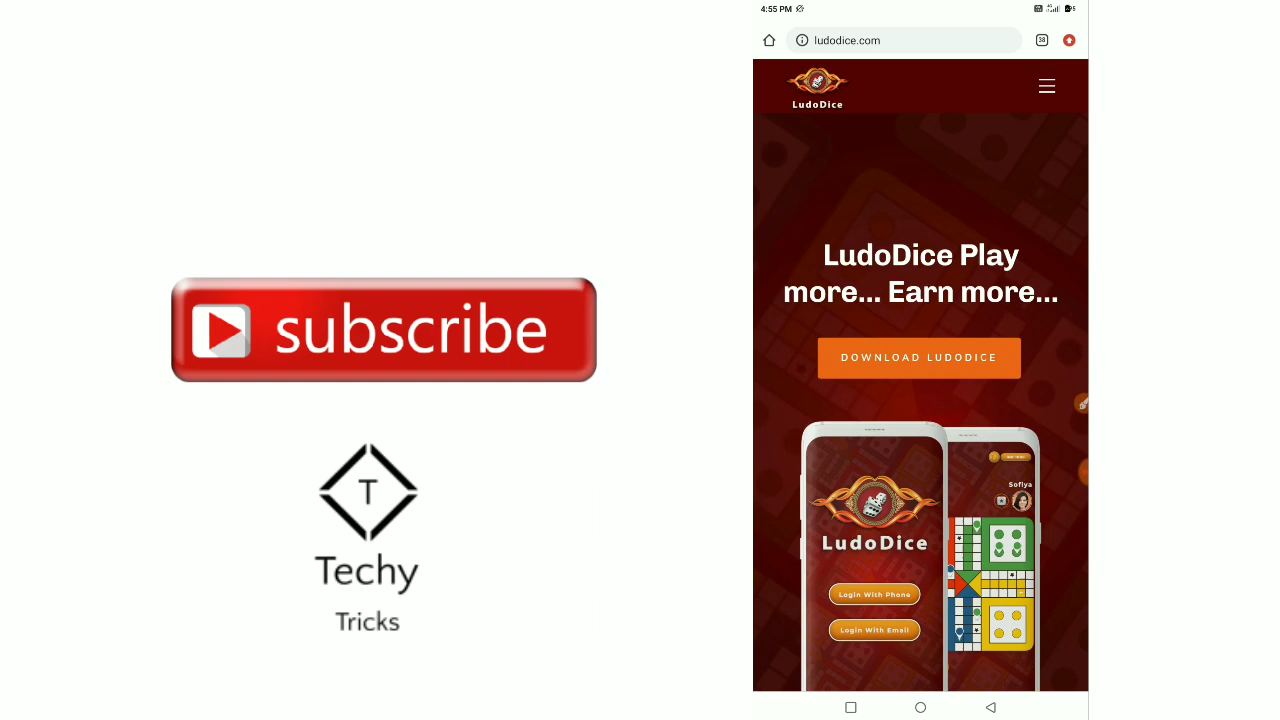 subscribe
T
Techy
Tricks
4:55 PM
ludodice.com
38
LudoDice
LudoDice Play
more... Earn more...
DOWNLOAD LUDODICE
Sofiya
LudoDice
Login With Phone
Login With Email